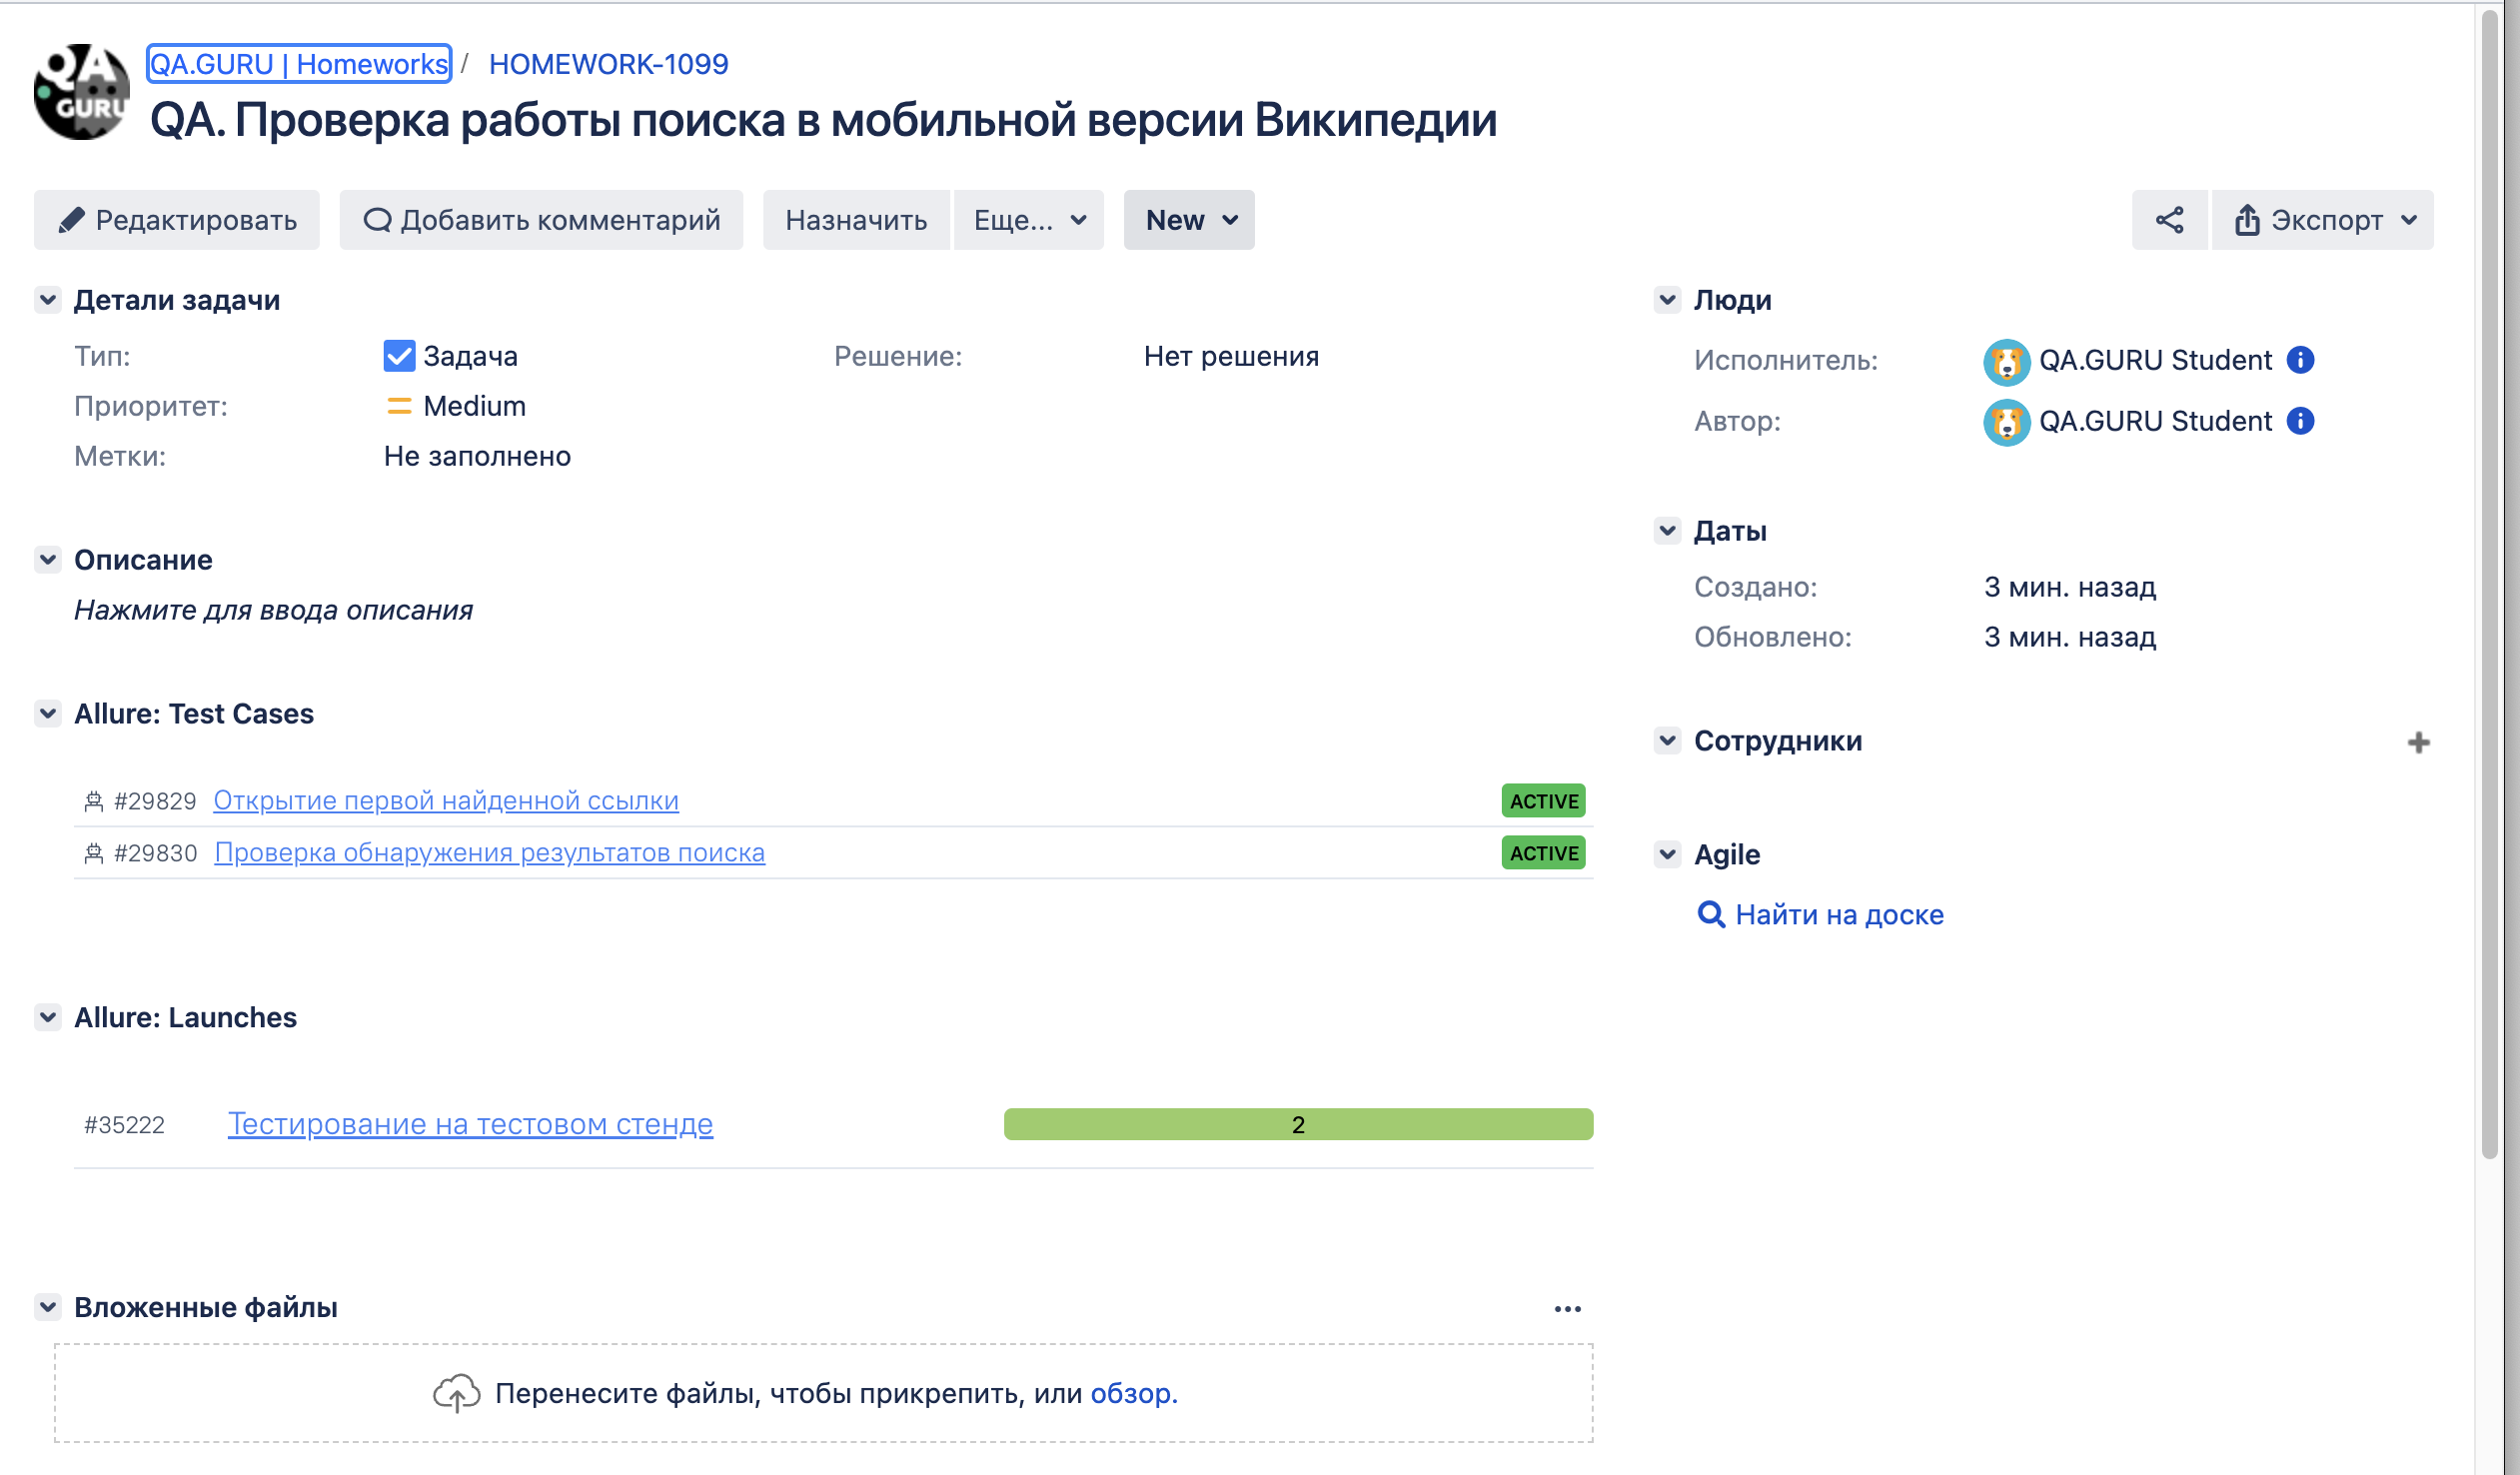 QA GURU
QA.GURU | Homeworks / HOMEWORK-1099
QA. Проверка работы поиска в мобильной версии Википедии
Редактировать Добавить комментарий Назначить Еще... New Экспорт
Детали задачи
Тип: Задача Решение: Нет решения
Приоритет: Medium
Метки: Не заполнено
Описание
Нажмите для ввода описания
Allure: Test Cases
#29829 Открытие первой найденной ссылки ACTIVE
#29830 Проверка обнаружения результатов поиска ACTIVE
Allure: Launches
#35222 Тестирование на тестовом стенде 2
Вложенные файлы
Перенесите файлы, чтобы прикрепить, или обзор.
Люди
Исполнитель: QA.GURU Student
Автор: QA.GURU Student
Даты
Создано: 3 мин. назад
Обновлено: 3 мин. назад
Сотрудники
Agile
Найти на доске